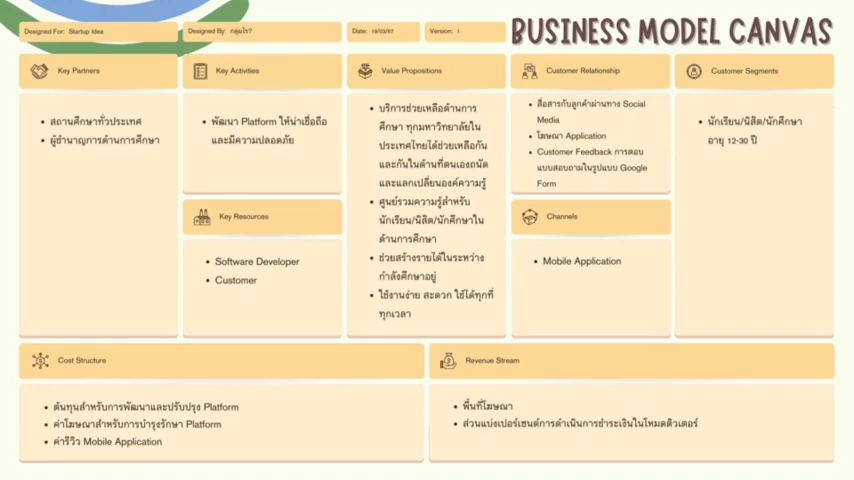 Designed For: Startup Idea
Designed By: กลุ่มไร?
Date: 19/03/67
Version: 1
BUSINESS MODEL CANVAS
Key Partners
• สถานศึกษาทั่วประเทศ
• ผู้ชำนาญการด้านการศึกษา
Key Activities
• พัฒนา Platform ให้น่าเชื่อถือ
และมีความปลอดภัย
Key Resources
• Software Developer
• Customer
Value Propositions
• บริการช่วยเหลือด้านการ
ศึกษา ทุกมหาวิทยาลัยใน
ประเทศไทยได้ช่วยเหลือกัน
และกันในด้านที่ตนเองถนัด
และแลกเปลี่ยนองค์ความรู้
• ศูนย์รวมความรู้สำหรับ
นักเรียน/นิสิต/นักศึกษาใน
ด้านการศึกษา
• ช่วยสร้างรายได้ในระหว่าง
กำลังศึกษาอยู่
• ใช้งานง่าย สะดวก ใช้ได้ทุกที่
ทุกเวลา
Customer Relationship
• สื่อสารกับลูกค้าผ่านทาง Social
Media
• โฆษณา Application
• Customer Feedback การตอบ
แบบสอบถามในรูปแบบ Google
Form
Channels
• Mobile Application
Customer Segments
• นักเรียน/นิสิต/นักศึกษา
อายุ 12-30 ปี
Cost Structure
• ต้นทุนสำหรับการพัฒนาและปรับปรุง Platform
• ค่าโฆษณาสำหรับการบำรุงรักษา Platform
• ค่ารีวิว Mobile Application
Revenue Stream
• พื้นที่โฆษณา
• ส่วนแบ่งเปอร์เซนต์การดำเนินการชำระเงินในโหมดติวเตอร์